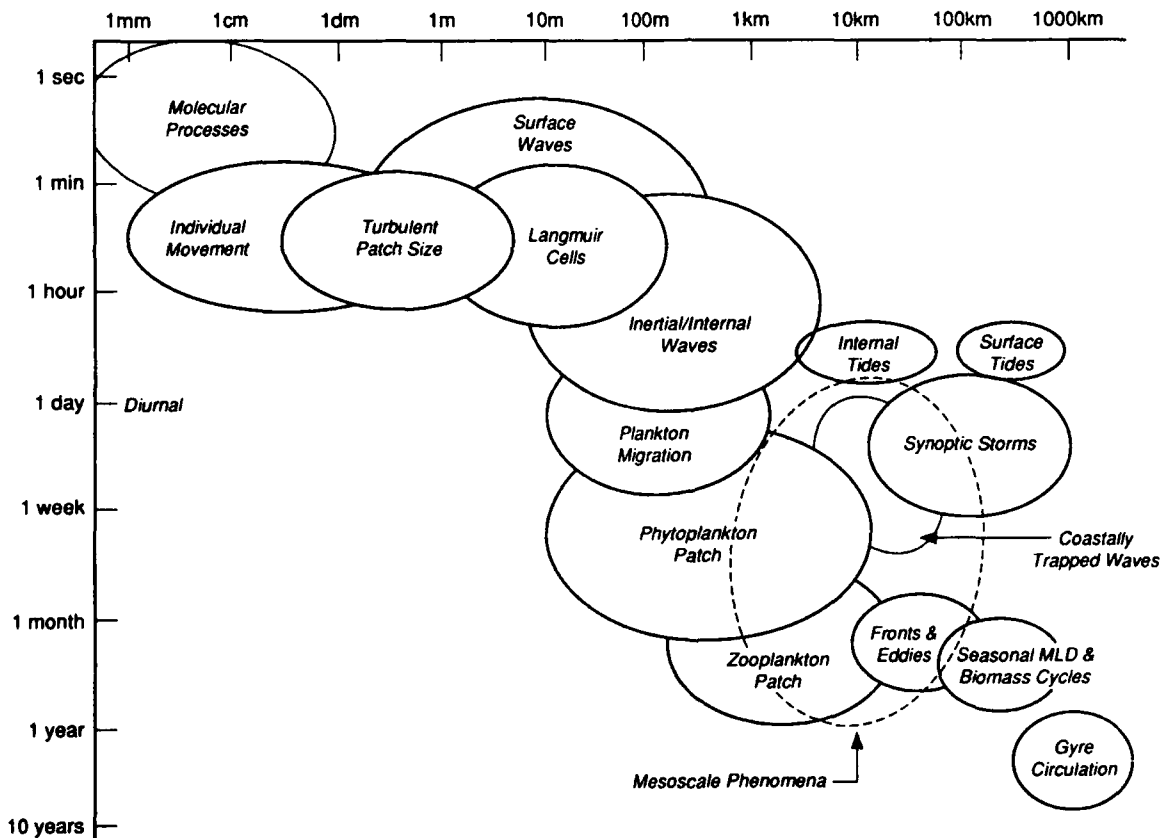 1mm 1cm 1dm 1m 10m 100m 1km 10km 100km 1000km
1 sec
Molecular
Processes
Surface
Waves
1 min
Individual
Movement
Turbulent
Patch Size
Langmuir
Cells
1 hour
Inertial/Internal
Waves
Internal
Tides
Surface
Tides
1 day
Diurnal
Plankton
Migration
Synoptic Storms
1 week
Phytoplankton
Patch
Coastally
Trapped Waves
1 month
Zooplankton
Patch
Fronts &
Eddies
Seasonal MLD &
Biomass Cycles
1 year
Mesoscale Phenomena
Gyre
Circulation
10 years